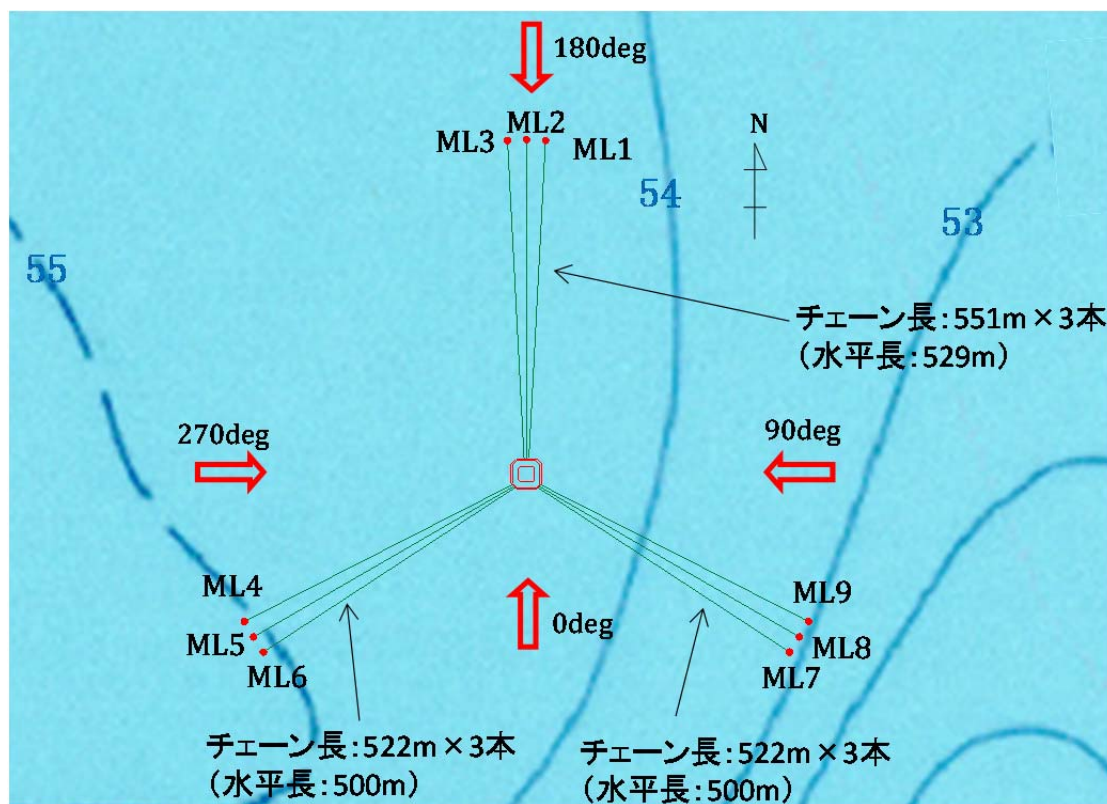 180deg
ML2
ML3
ML1
N
54
53
55
チェーン長:551m×3本
(水平長:529m)
270deg
90deg
ML4
ML9
ML5
ML8
0deg
ML6
ML7
チェーン長:522m×3本
(水平長:500m)
チェーン長:522m×3本
(水平長:500m)